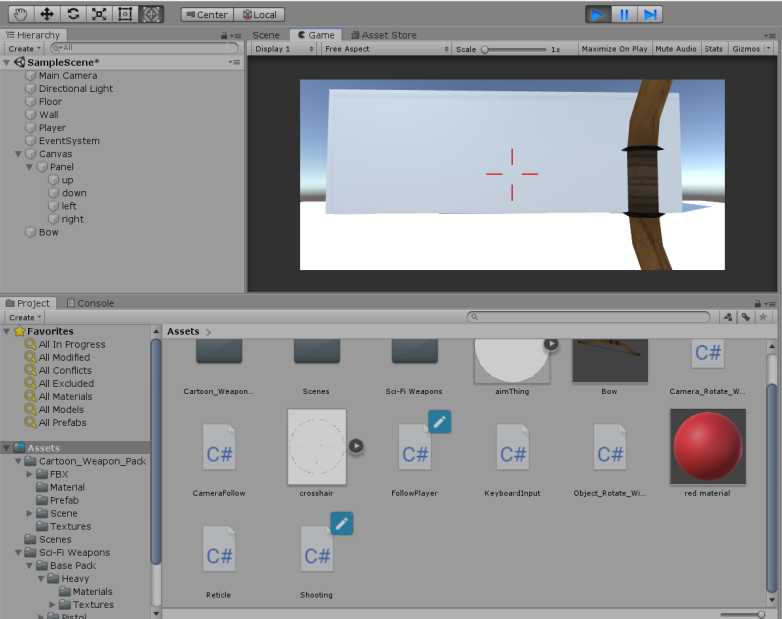 Center Local
Hierarchy
Create All
SampleScene*
Main Camera
Directional Light
Floor
Wall
Player
EventSystem
Canvas
Panel
up
down
left
right
Bow
Scene Game Asset Store
Display 1 Free Aspect Scale 1x Maximize On Play Mute Audio Stats Gizmos
Project Console
Create
Favorites
All In Progress
All Modified
All Conflicts
All Excluded
All Materials
All Models
All Prefabs
Assets
Cartoon_Weapon_Pack
FBX
Material
Prefab
Scene
Textures
Scenes
Sci-Fi Weapons
Base Pack
Heavy
Materials
Textures
Pistol
Assets >
C#
Cartoon_Weapon... Scenes Sci-Fi Weapons aimThing Bow Camera_Rotate_W...
C# C# C# C#
CameraFollow crosshair FollowPlayer KeyboardInput Object_Rotate_Wi... red material
C# C#
Reticle Shooting